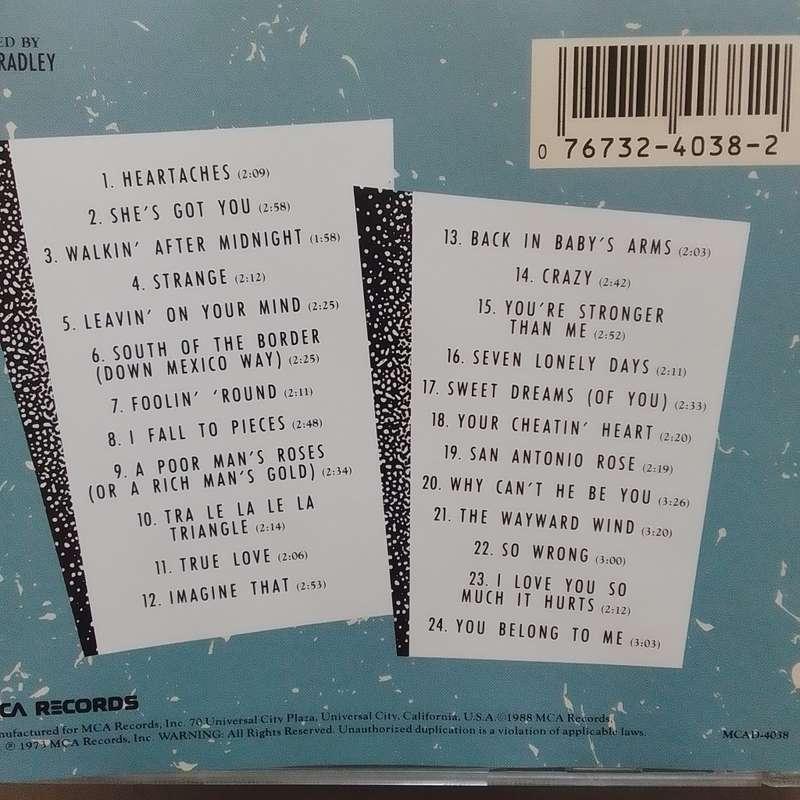 ED BY
RADLEY
0 76732-4038-2
1. HEARTACHES (2:09)
2. SHE'S GOT YOU (2:58)
3. WALKIN' AFTER MIDNIGHT (1:58)
4. STRANGE (2:12)
5. LEAVIN' ON YOUR MIND (2:25)
6. SOUTH OF THE BORDER
(DOWN MEXICO WAY) (2:25)
7. FOOLIN' 'ROUND (2:11)
8. I FALL TO PIECES (2:48)
9. A POOR MAN'S ROSES
(OR A RICH MAN'S GOLD) (2:34)
10. TRA LE LA LE LA
TRIANGLE (2:14)
11. TRUE LOVE (2:06)
12. IMAGINE THAT (2:53)
13. BACK IN BABY'S ARMS (2:03)
14. CRAZY (2:42)
15. YOU'RE STRONGER
THAN ME (2:52)
16. SEVEN LONELY DAYS (2:11)
17. SWEET DREAMS (OF YOU) (2:33)
18. YOUR CHEATIN' HEART (2:20)
19. SAN ANTONIO ROSE (2:19)
20. WHY CAN'T HE BE YOU (3:26)
21. THE WAYWARD WIND (3:20)
22. SO WRONG (3:00)
23. I LOVE YOU SO
MUCH IT HURTS (2:12)
24. YOU BELONG TO ME (3:03)
CA RECORDS
nufactured for MCA Records, Inc. 70 Universal City Plaza, Universal City, California, U.S.A. ©1988 MCA Records,
℗ 1973 MCA Records, Inc. WARNING: All Rights Reserved. Unauthorized duplication is a violation of applicable laws.
MCAD-4038